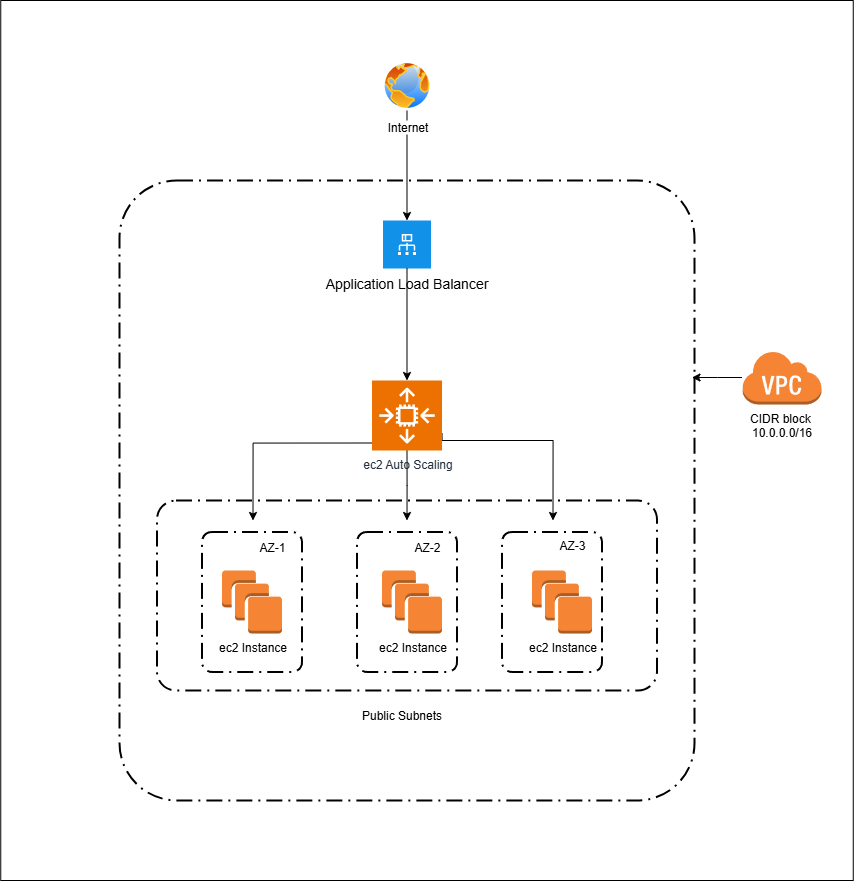 Internet
Application Load Balancer
VPC
CIDR block
10.0.0.0/16
ec2 Auto Scaling
AZ-1
AZ-2
AZ-3
ec2 Instance
ec2 Instance
ec2 Instance
Public Subnets